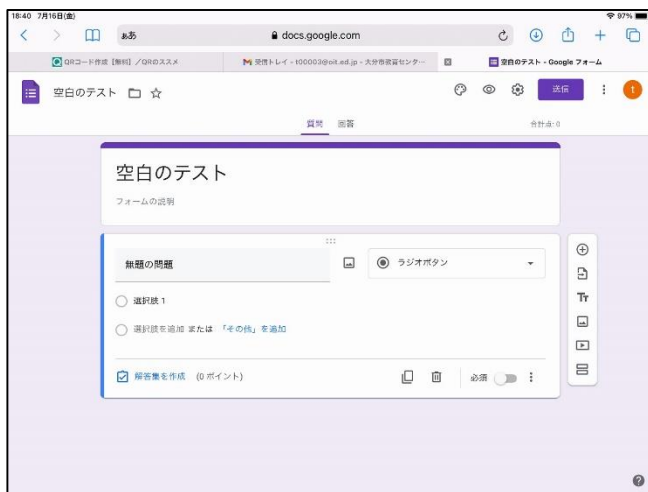 18:40 7月16日(金)
97%
ああ
docs.google.com
QRコード作成【無料】／QRのススメ
受信トレイ - t00003@oit.ed.jp - 大分市教育センタ…
空白のテスト - Google フォーム
空白のテスト
送信
1
質問 回答
合計点: 0
空白のテスト
フォームの説明
無題の問題
ラジオボタン
選択肢 1
選択肢を追加 または 「その他」を追加
解答集を作成 (0 ポイント)
必須
Tт